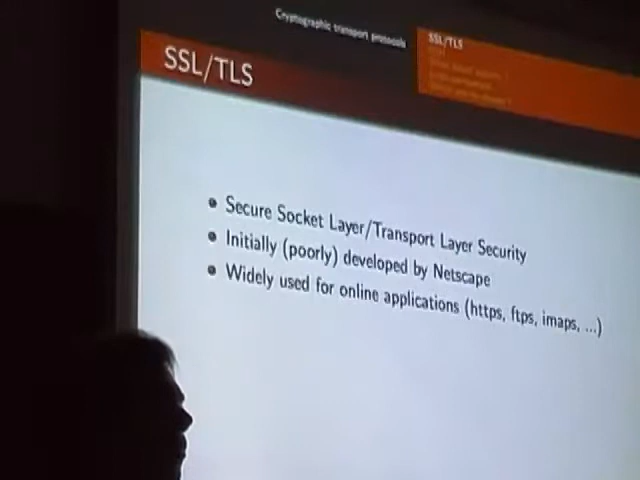 Cryptographic transport protocols
SSL/TLS
SSL/TLS
• Secure Socket Layer/Transport Layer Security
• Initially (poorly) developed by Netscape
• Widely used for online applications (https, ftps, imaps, ...)